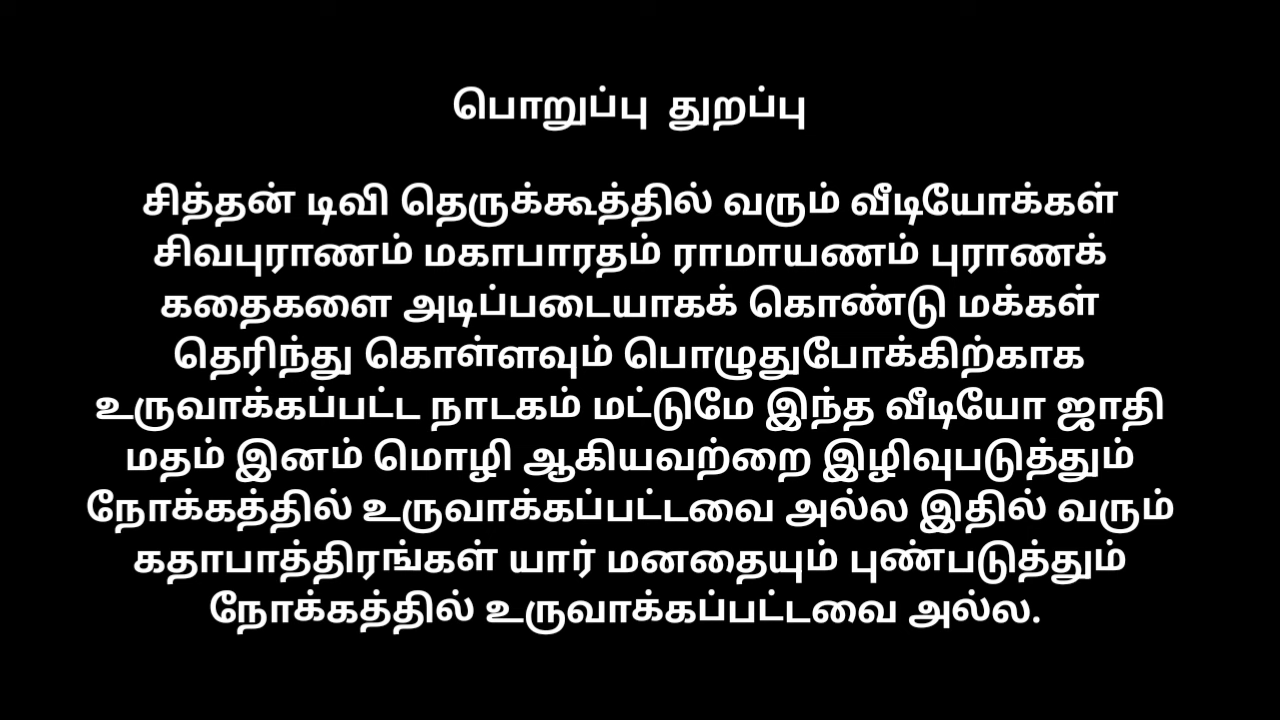 பொறுப்பு துறப்பு
சித்தன் டிவி தெருக்கூத்தில் வரும் வீடியோக்கள்
சிவபுராணம் மகாபாரதம் ராமாயணம் புராணக்
கதைகளை அடிப்படையாகக் கொண்டு மக்கள்
தெரிந்து கொள்ளவும் பொழுதுபோக்கிற்காக
உருவாக்கப்பட்ட நாடகம் மட்டுமே இந்த வீடியோ ஜாதி
மதம் இனம் மொழி ஆகியவற்றை இழிவுபடுத்தும்
நோக்கத்தில் உருவாக்கப்பட்டவை அல்ல இதில் வரும்
கதாபாத்திரங்கள் யார் மனதையும் புண்படுத்தும்
நோக்கத்தில் உருவாக்கப்பட்டவை அல்ல.